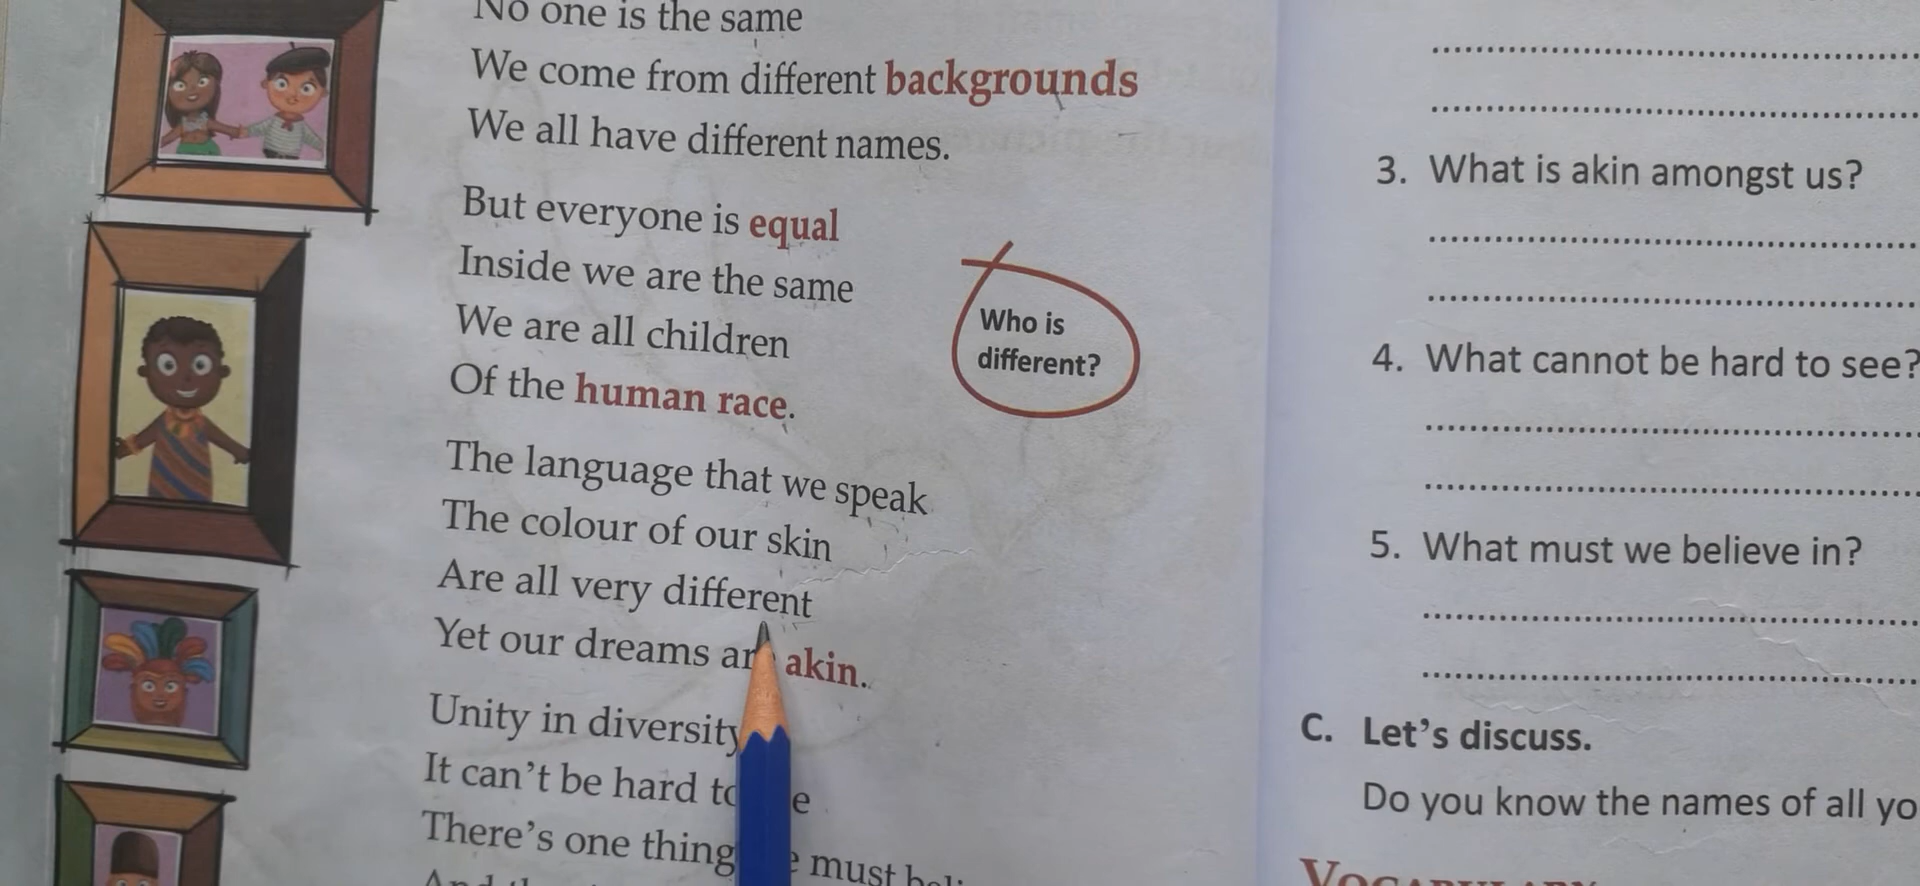 No one is the same
We come from different backgrounds
We all have different names.
But everyone is equal
Inside we are the same
We are all children
Of the human race.
Who is
different?
The language that we speak
The colour of our skin
Are all very different
Yet our dreams akin.
Unity in diversity
It can't be hard
There's one thing must
3. What is akin amongst us?
4. What cannot be hard to see?
5. What must we believe in?
C. Let's discuss.
Do you know the names of all
VOCABULARY